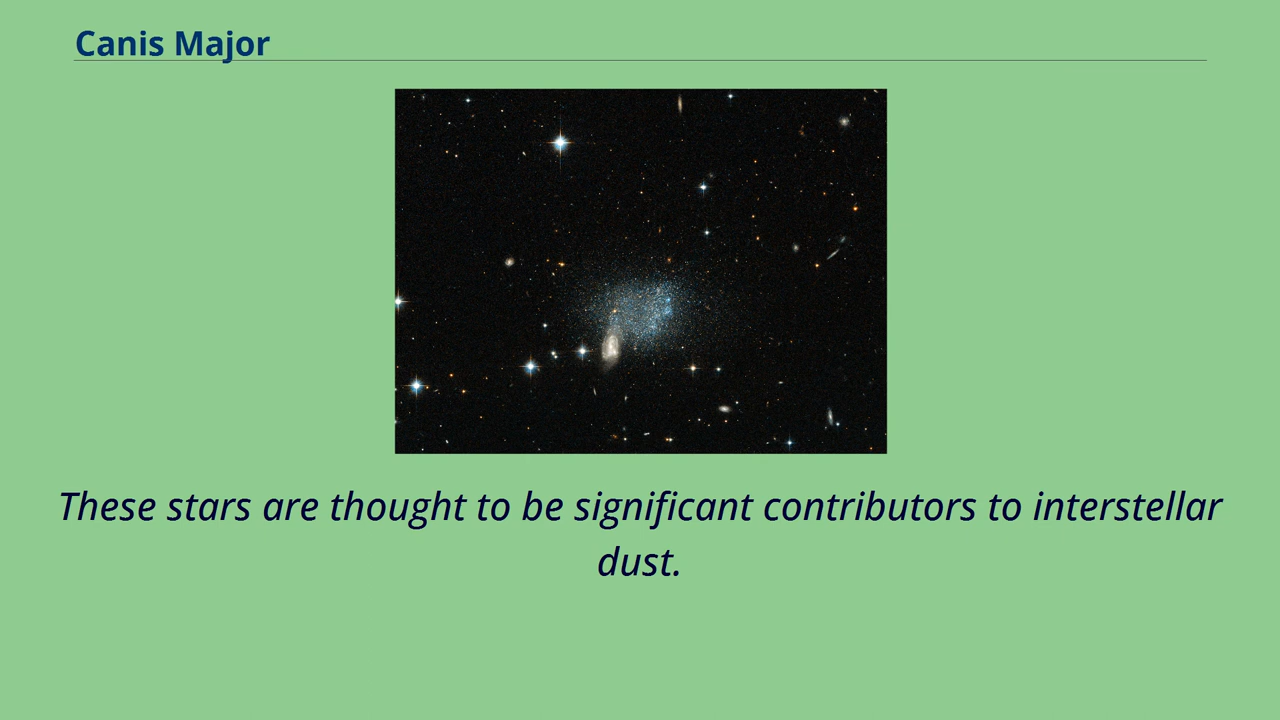 Canis Major
These stars are thought to be significant contributors to interstellar
dust.